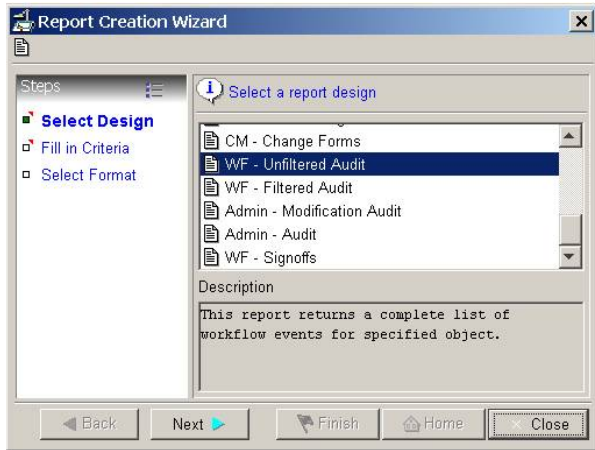 Report Creation Wizard
Steps
Select Design
Fill in Criteria
Select Format
Select a report design
CM - Change Forms
WF - Unfiltered Audit
WF - Filtered Audit
Admin - Modification Audit
Admin - Audit
WF - Signoffs
Description
This report returns a complete list of
workflow events for specified object.
Back Next Finish Home Close